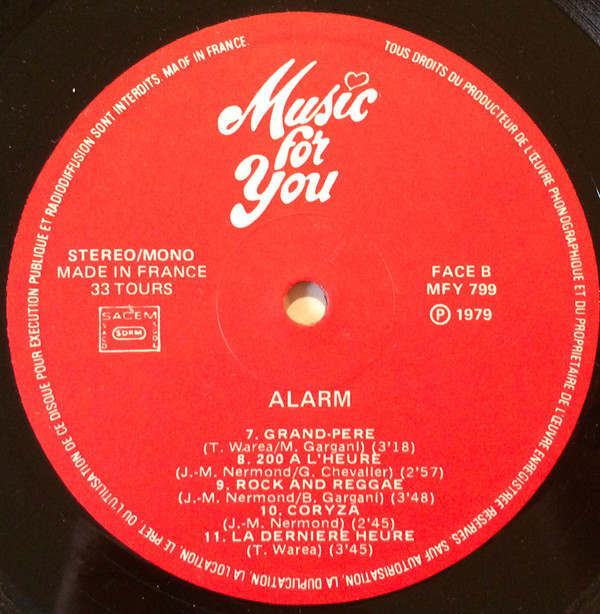 TOUS DROITS DU PRODUCTEUR DE L'ŒUVRE PHONOGRAPHIQUE ET DU PROPRIETAIRE DE L'ŒUVRE ENREGISTREE RESERVES. SAUF AUTORISATION, LA DUPLICATION, LA LOCATION, LE PRET, OU L'UTILISATION DE CE DISQUE POUR EXECUTION PUBLIQUE ET RADIODIFFUSION SONT INTERDITS. MADE IN FRANCE.
Music
for
You
STEREO/MONO
MADE IN FRANCE
33 TOURS
SACEM
SACD
SDRM
SGDL
FACE B
MFY 799
Ⓟ 1979
ALARM
7. GRAND-PERE
(T. Warea/M. Gargani) (3'18)
8. 200 A L'HEURE
(J.-M. Nermond/G. Chevalier) (2'57)
9. ROCK AND REGGAE
(J.-M. Nermond/B. Gargani) (3'48)
10. CORYZA
(J.-M. Nermond) (2'45)
11. LA DERNIERE HEURE
(T. Warea) (3'45)